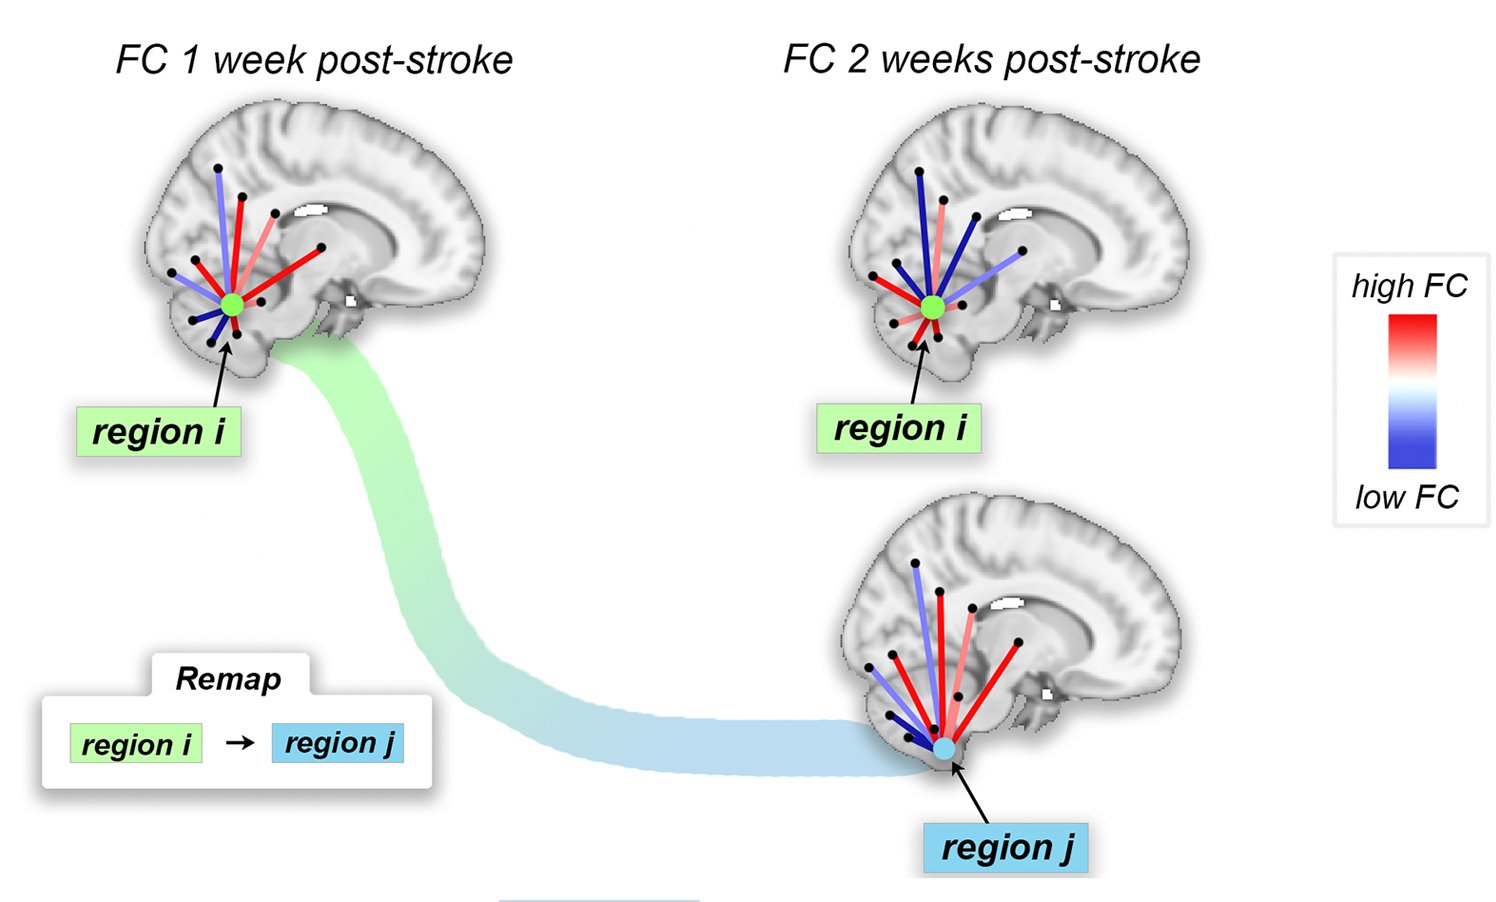 FC 1 week post-stroke
FC 2 weeks post-stroke
high FC
low FC
region i
region i
Remap
region i → region j
region j